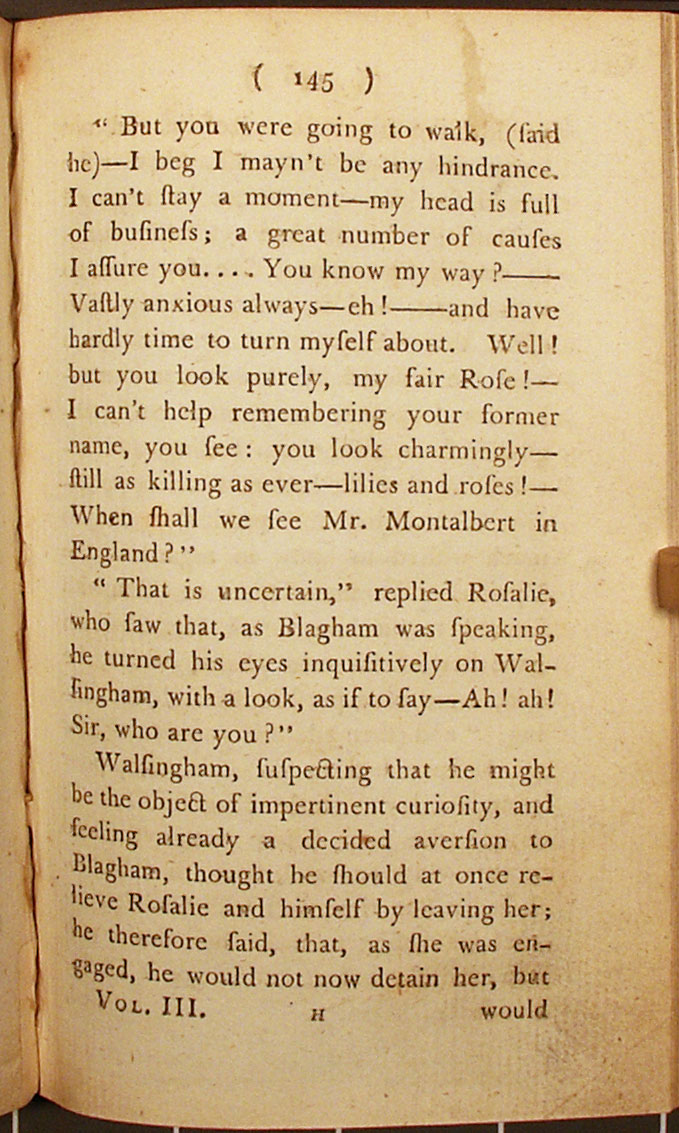 ( 145 )
“ But you were going to walk, (ſaid
he)—I beg I mayn't be any hindrance.
I can't ſtay a moment—my head is full
of buſineſs; a great number of cauſes
I aſſure you.... You know my way ?——
Vaſtly anxious always—eh !——and have
hardly time to turn myſelf about. Well !
but you look purely, my fair Roſe !—
I can't help remembering your former
name, you ſee : you look charmingly—
ſtill as killing as ever—lilies and roſes !—
When ſhall we ſee Mr. Montalbert in
England ?”
“ That is uncertain,” replied Roſalie,
who ſaw that, as Blagham was ſpeaking,
he turned his eyes inquiſitively on Wal-
ſingham, with a look, as if to ſay—Ah! ah!
Sir, who are you ?”
Walſingham, ſuſpecting that he might
be the object of impertinent curioſity, and
feeling already a decided averſion to
Blagham, thought he ſhould at once re-
lieve Roſalie and himſelf by leaving her;
he therefore ſaid, that, as ſhe was en-
gaged, he would not now detain her, but
VOL. III. H would